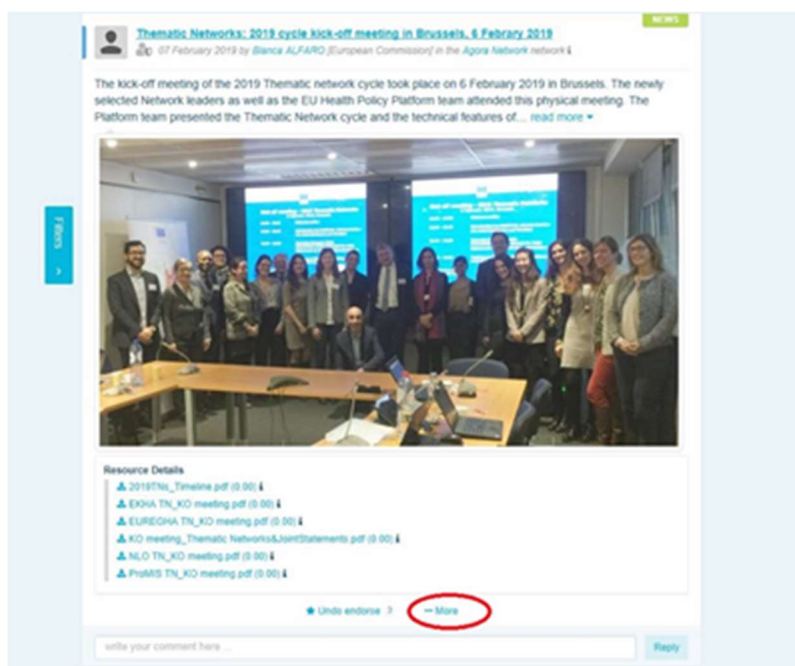 NEWS
Thematic Networks: 2019 cycle kick-off meeting in Brussels, 6 Febrary 2019
07 February 2019 by Blanca ALFARO [European Commission] in the Agora Network network
The kick-off meeting of the 2019 Thematic network cycle took place on 6 February 2019 in Brussels. The newly
selected Network leaders as well as the EU Health Policy Platform team attended this physical meeting. The
Platform team presented the Thematic Network cycle and the technical features of... read more
Filters
Resource Details
2019TNs_Timeline.pdf (0.00)
EKHA TN_KO meeting.pdf (0.00)
EUREGHA TN_KO meeting.pdf (0.00)
KO meeting_Thematic Networks&JointStatements.pdf (0.00)
NLO TN_KO meeting.pdf (0.00)
ProMIS TN_KO meeting.pdf (0.00)
Undo endorse 3 More
write your comment here ...
Reply